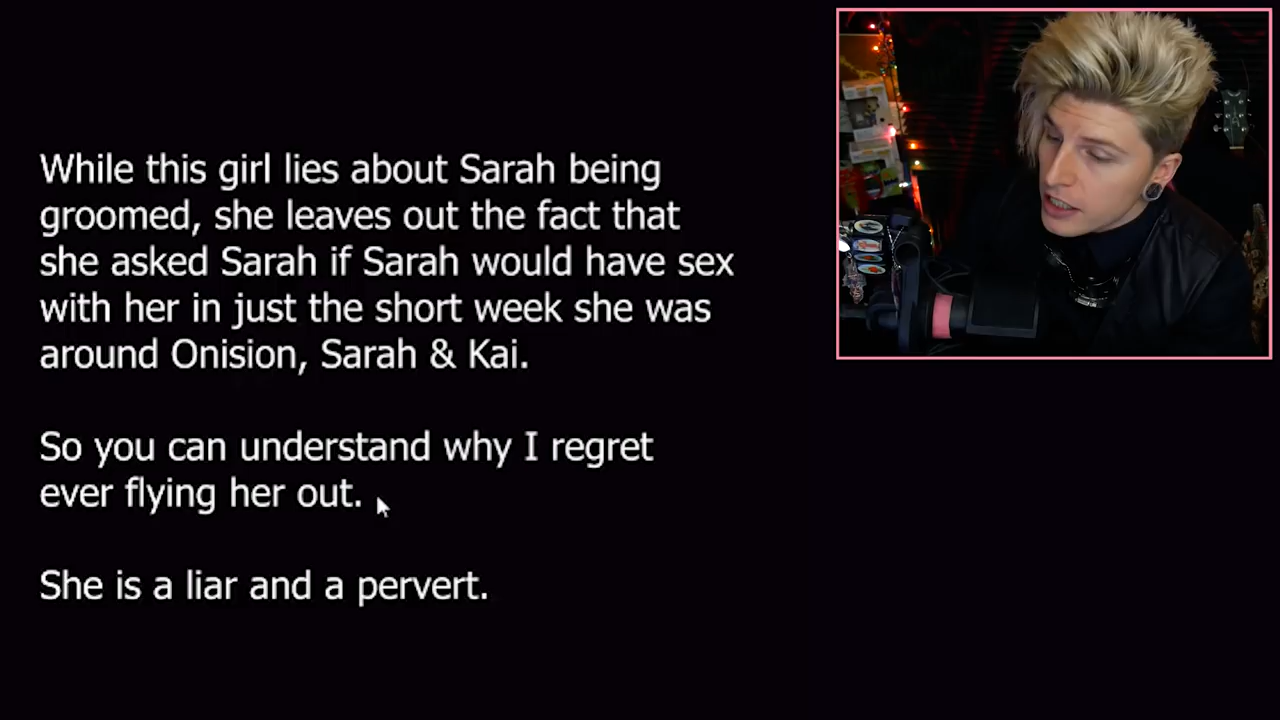 While this girl lies about Sarah being
groomed, she leaves out the fact that
she asked Sarah if Sarah would have sex
with her in just the short week she was
around Onision, Sarah & Kai.
So you can understand why I regret
ever flying her out.
She is a liar and a pervert.